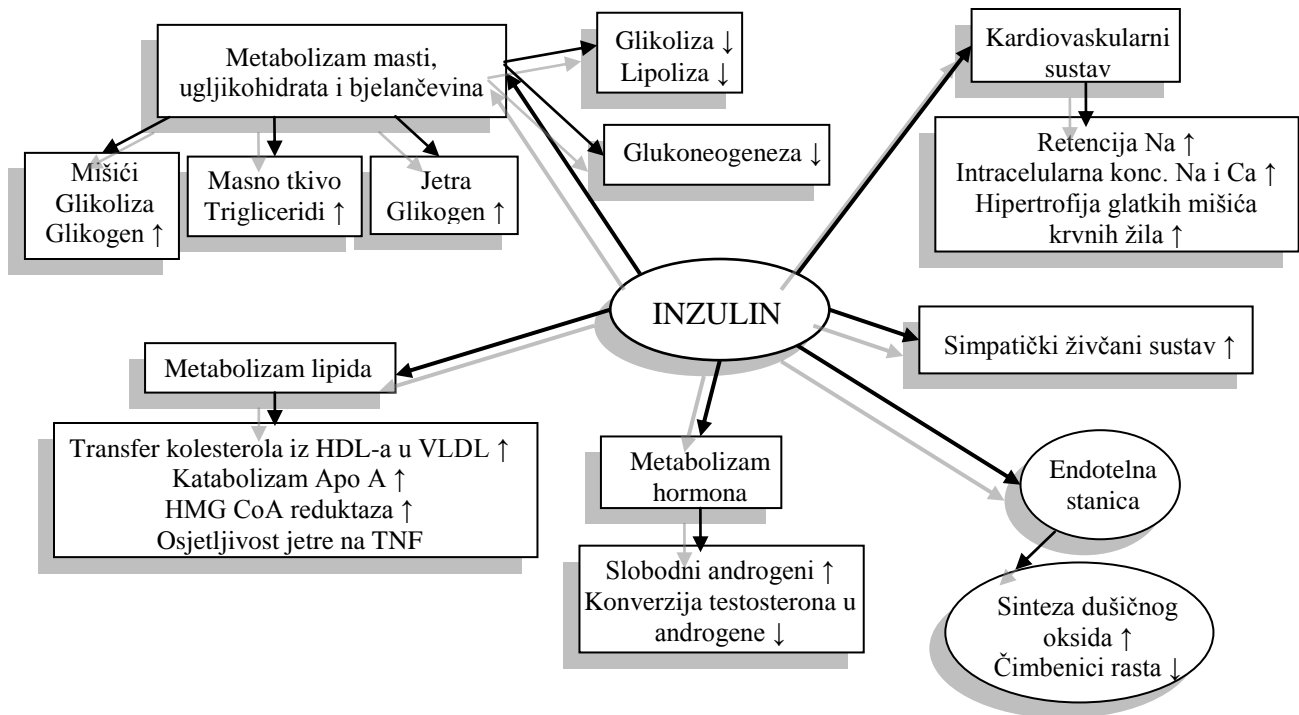 Metabolizam masti,
ugljikohidrata i bjelančevina
Glikoliza ↓
Lipoliza ↓
Glukoneogeneza ↓
Mišići
Glikoliza
Glikogen ↑
Masno tkivo
Trigliceridi ↑
Jetra
Glikogen ↑
Kardiovaskularni
sustav
Retencija Na ↑
Intracelularna konc. Na i Ca ↑
Hipertrofija glatkih mišića
krvnih žila ↑
INZULIN
Simpatički živčani sustav ↑
Metabolizam lipida
Transfer kolesterola iz HDL-a u VLDL ↑
Katabolizam Apo A ↑
HMG CoA reduktaza ↑
Osjetljivost jetre na TNF
Metabolizam
hormona
Slobodni androgeni ↑
Konverzija testosterona u
androgene ↓
Endotelna
stanica
Sinteza dušičnog
oksida ↑
Čimbenici rasta ↓